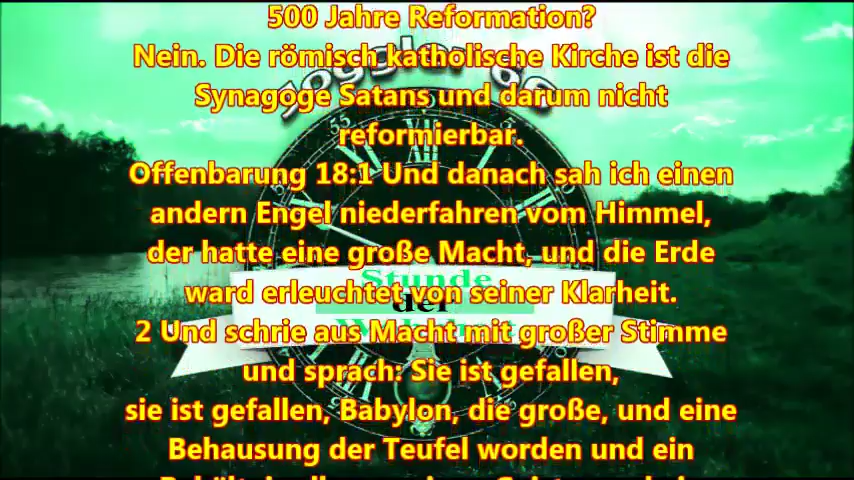 500 Jahre Reformation?
Nein. Die römisch katholische Kirche ist die
Synagoge Satans und darum nicht
reformierbar.
Offenbarung 18:1 Und danach sah ich einen
andern Engel niederfahren vom Himmel,
der hatte eine große Macht, und die Erde
ward erleuchtet von seiner Klarheit.
2 Und schrie aus Macht mit großer Stimme
und sprach: Sie ist gefallen,
sie ist gefallen, Babylon, die große, und eine
Behausung der Teufel worden und ein
Stunde
der